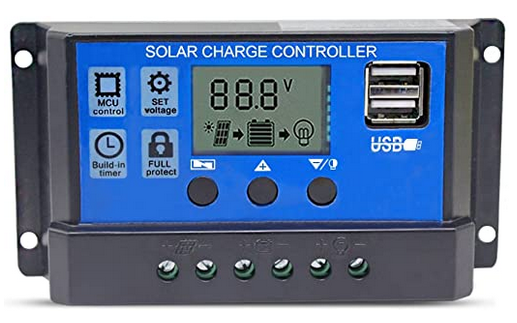 SOLAR CHARGE CONTROLLER
MCU
control
SET
voltage
88.8 V
Build-in
timer
FULL
protect
USB